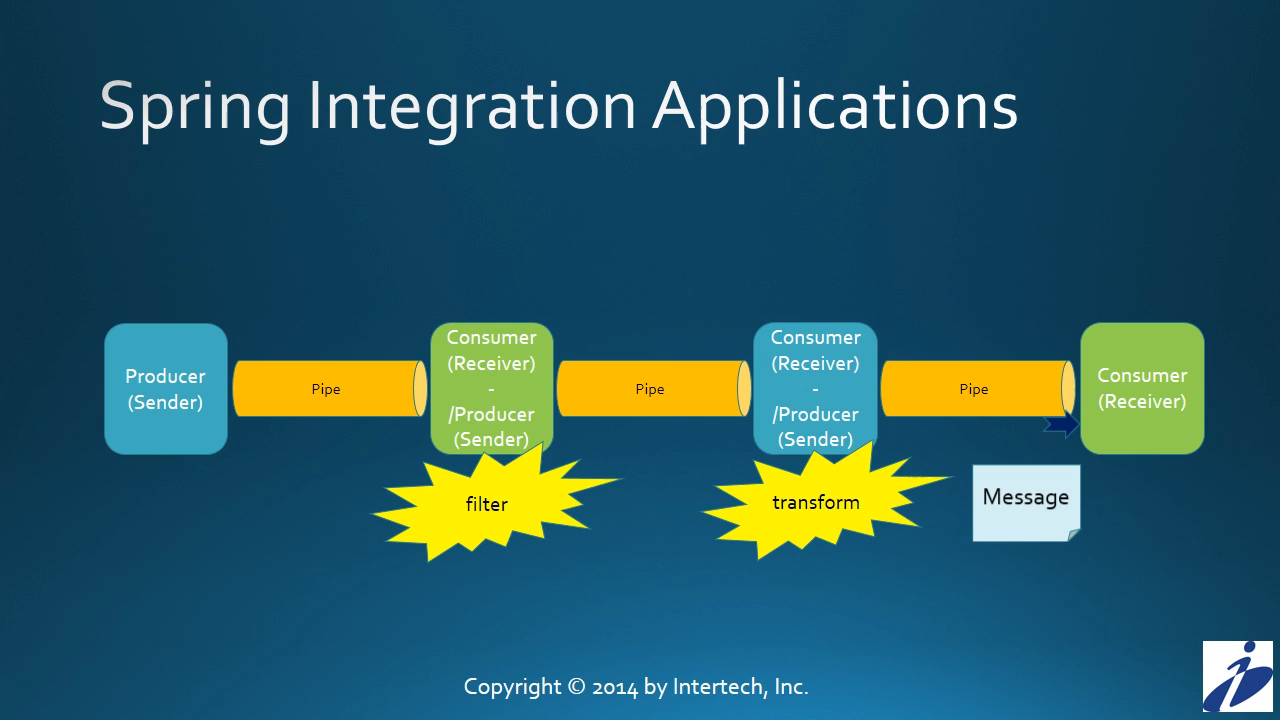 Spring Integration Applications
Producer
(Sender)
Pipe
Consumer
(Receiver)
-
/Producer
(Sender)
Pipe
Consumer
(Receiver)
-
/Producer
(Sender)
Pipe
Consumer
(Receiver)
filter
transform
Message
Copyright © 2014 by Intertech, Inc.